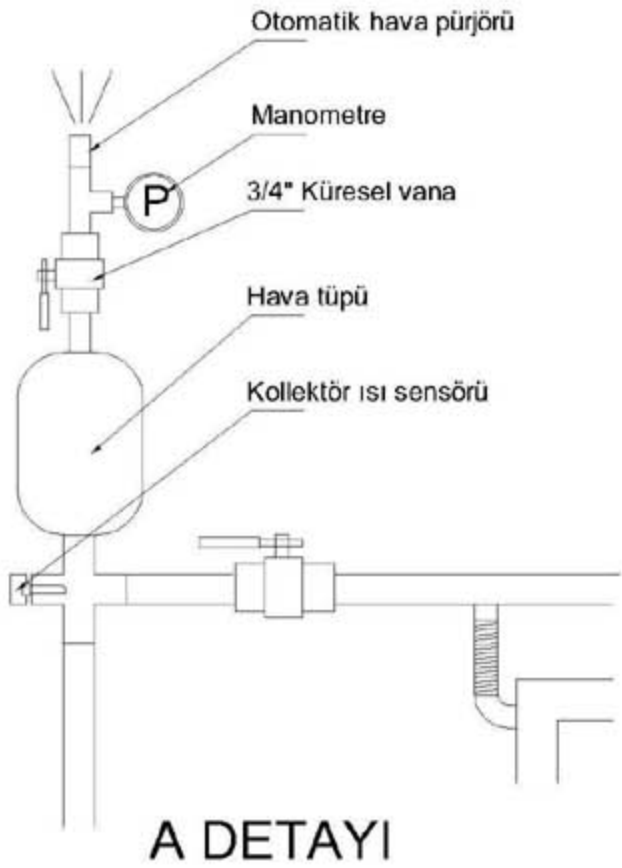 Otomatik hava pürjörü
Manometre
P
3/4" Küresel vana
Hava tüpü
Kollektör ısı sensörü
A DETAYI